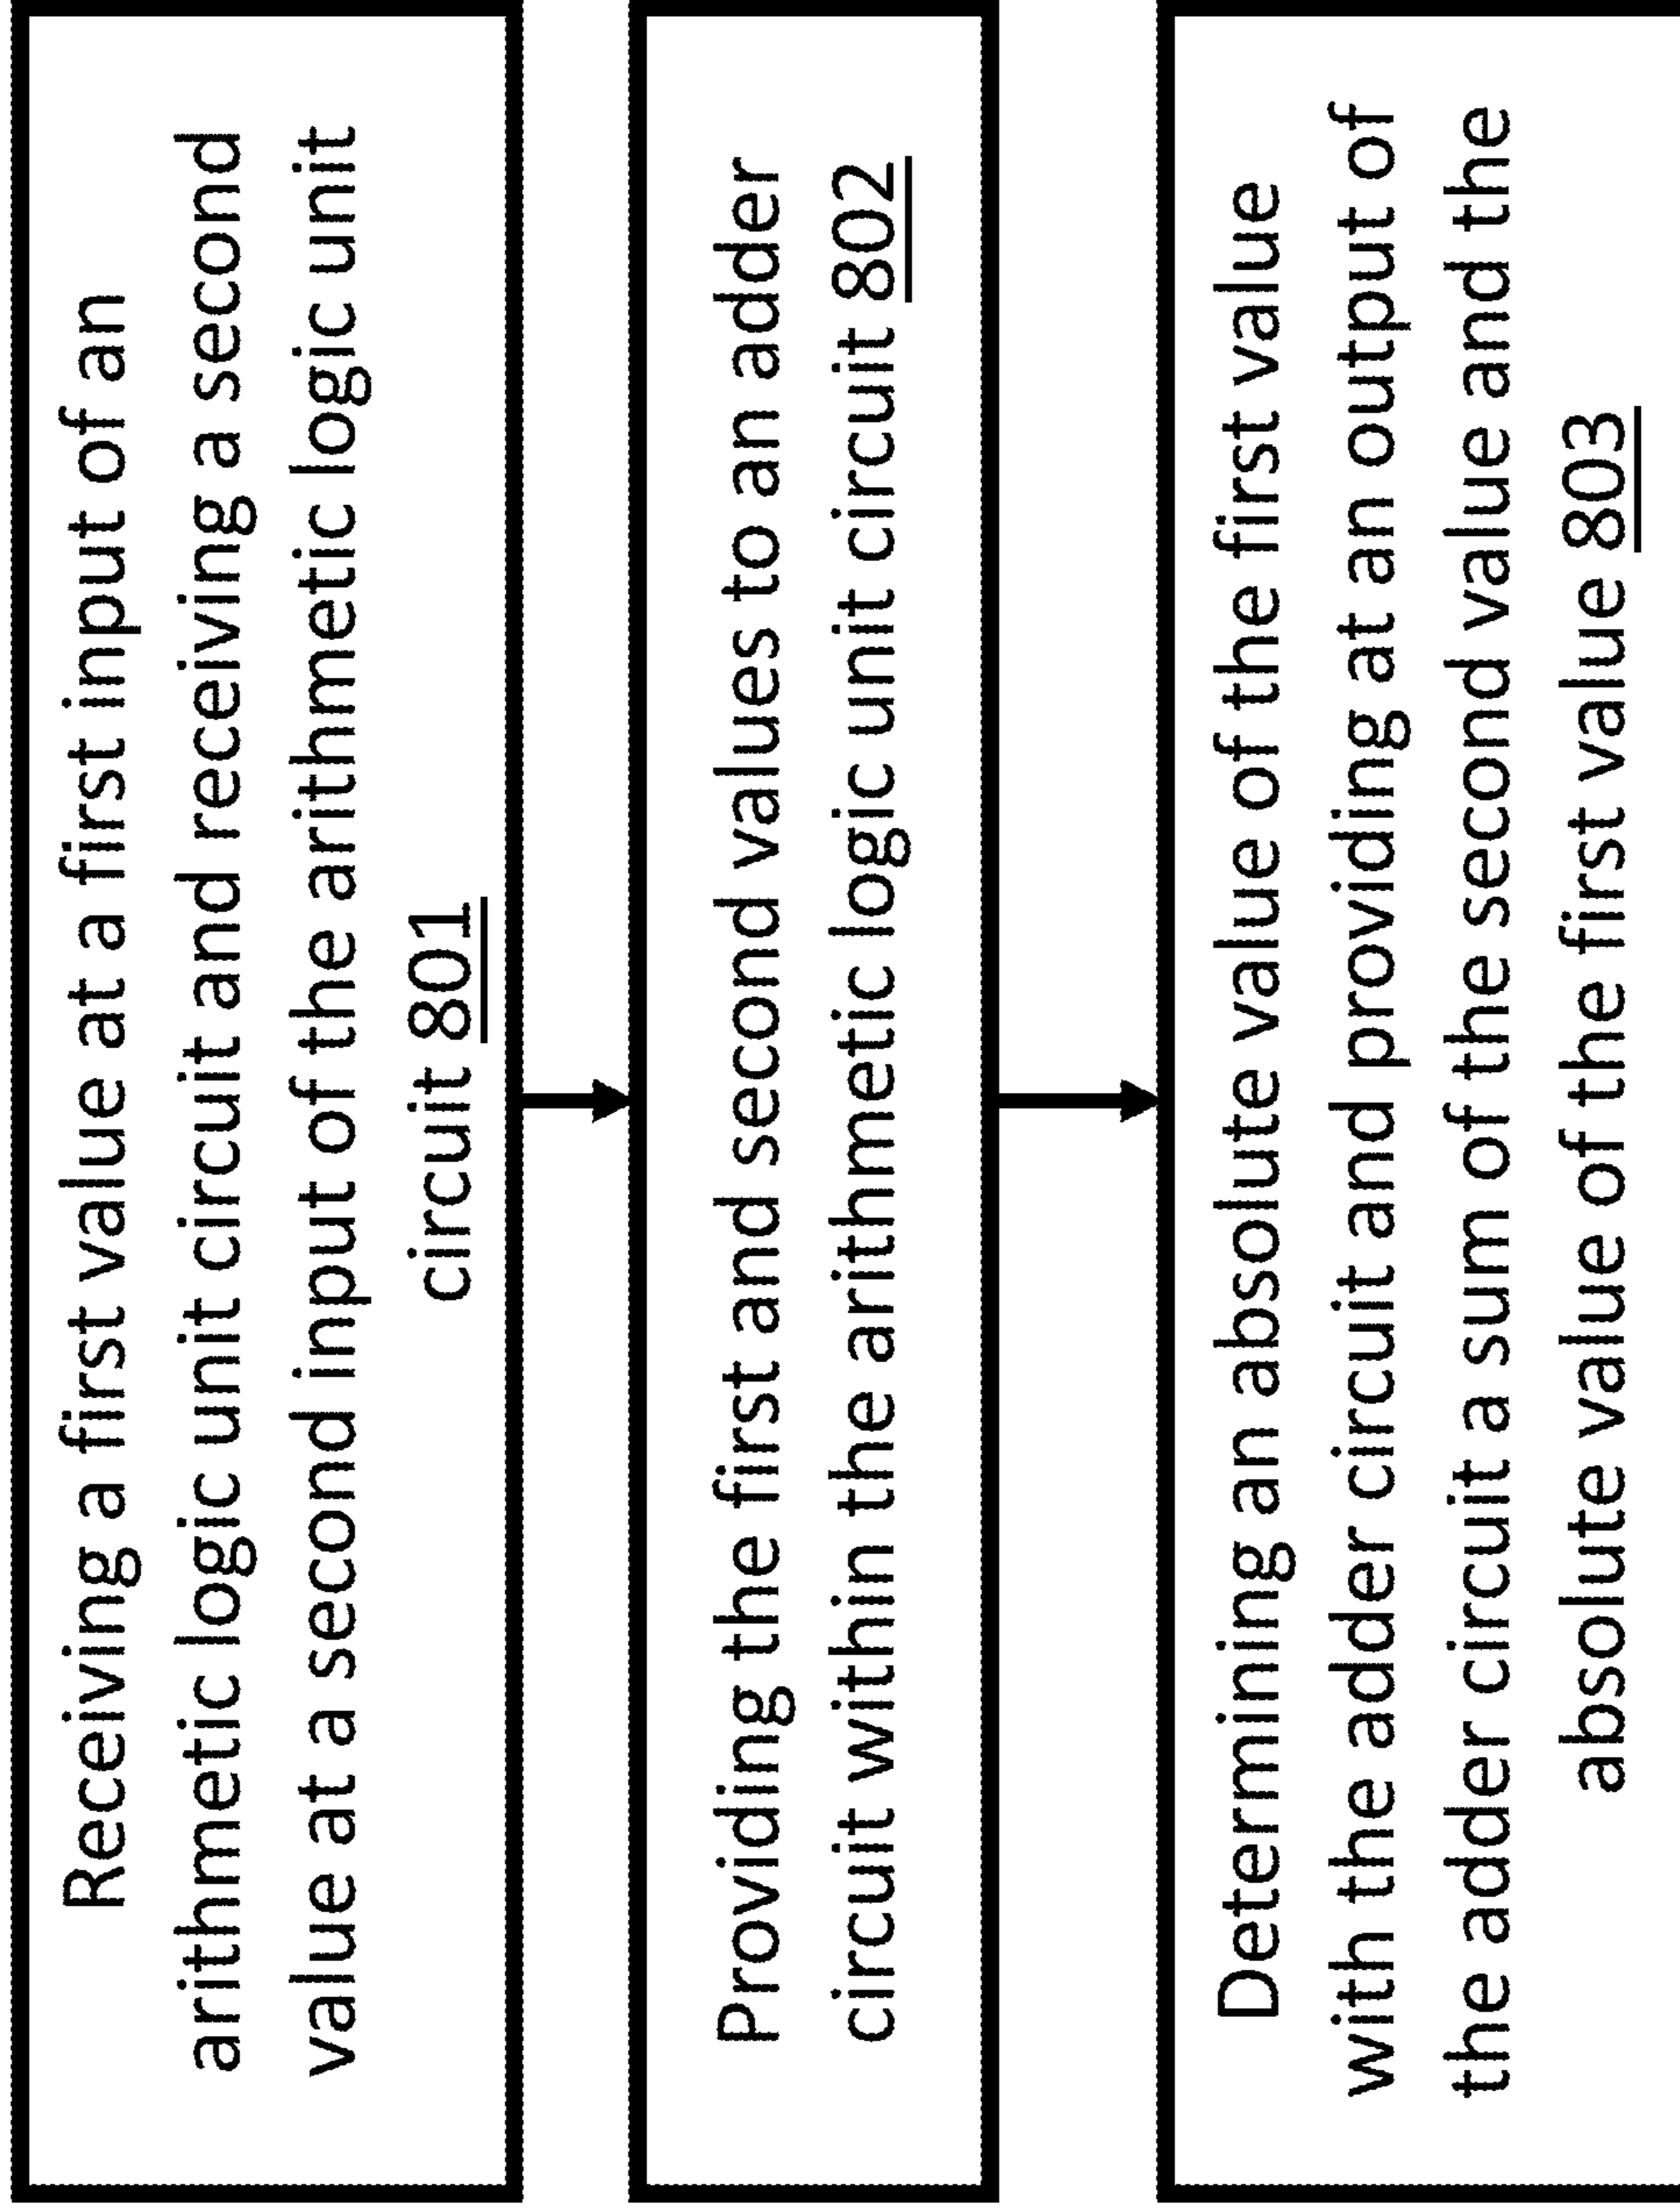 Receiving a first value at a first input of an
arithmetic logic unit circuit and receiving a second
value at a second input of the arithmetic logic unit
circuit 801
Providing the first and second values to an adder
circuit within the arithmetic logic unit circuit 802
Determining an absolute value of the first value
with the adder circuit and providing at an output of
the adder circuit a sum of the second value and the
absolute value of the first value 803